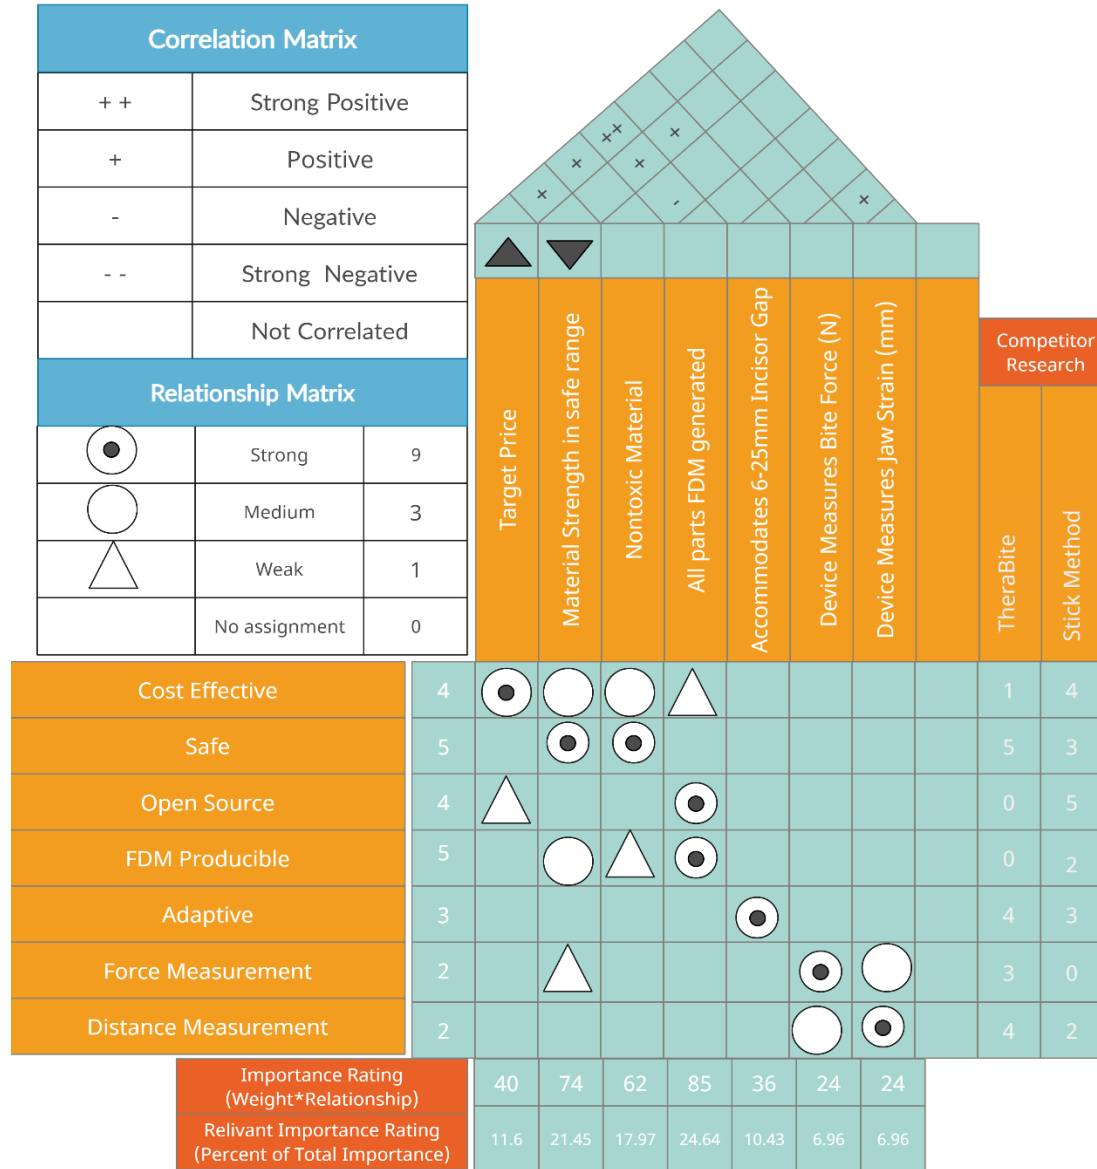 Correlation Matrix
+ + Strong Positive
+ Positive
- Negative
- - Strong Negative
Not Correlated
Relationship Matrix
Strong 9
Medium 3
Weak 1
No assignment 0
+
+
++
+
+
-
+
Target Price
Material Strength in safe range
Nontoxic Material
All parts FDM generated
Accommodates 6-25mm Incisor Gap
Device Measures Bite Force (N)
Device Measures Jaw Strain (mm)
Competitor
Research
TheraBite
Stick Method
Cost Effective 4 1 4
Safe 5 5 3
Open Source 4 0 5
FDM Producible 5 0 2
Adaptive 3 4 3
Force Measurement 2 3 0
Distance Measurement 2 4 2
Importance Rating
(Weight*Relationship)
40 74 62 85 36 24 24
Relivant Importance Rating
(Percent of Total Importance)
11.6 21.45 17.97 24.64 10.43 6.96 6.96